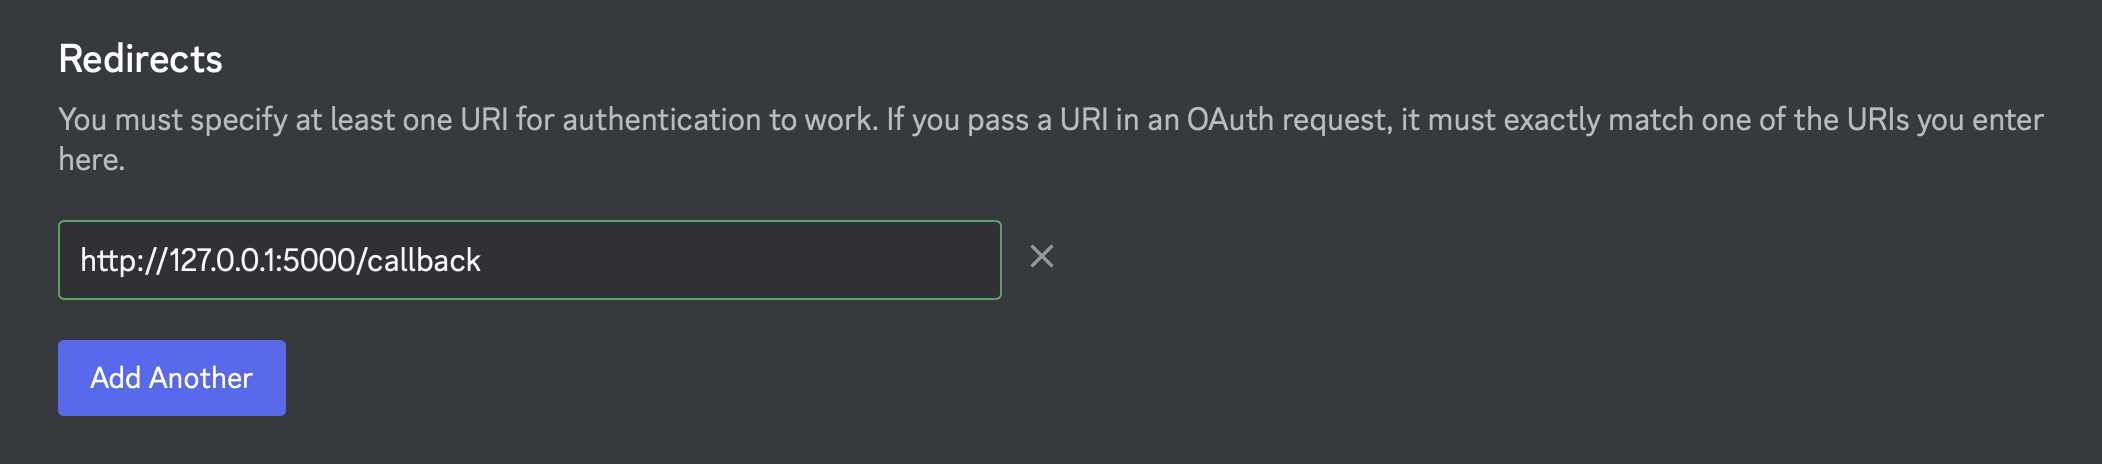 Redirects
You must specify at least one URI for authentication to work. If you pass a URI in an OAuth request, it must exactly match one of the URIs you enter
here.
http://127.0.0.1:5000/callback
Add Another